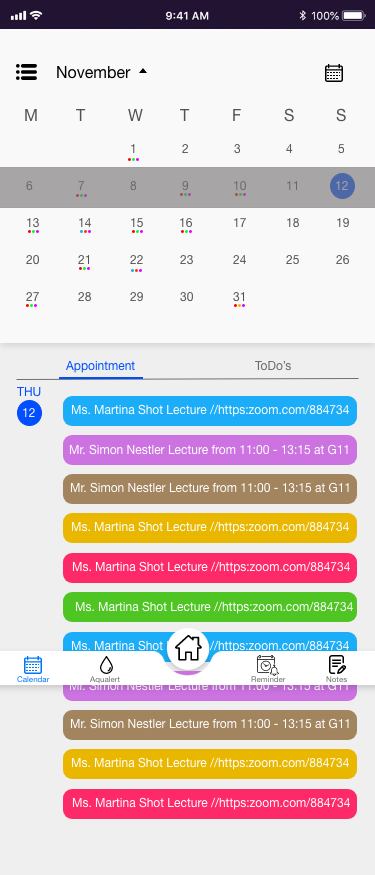 9:41 AM 100%
November
M T W T F S S
1 2 3 4 5
6 7 8 9 10 11 12
13 14 15 16 17 18 19
20 21 22 23 24 25 26
27 28 29 30 31
Appointment ToDo's
THU
12
Ms. Martina Shot Lecture //https:zoom.com/884734
Mr. Simon Nestler Lecture from 11:00 - 13:15 at G11
Mr. Simon Nestler Lecture from 11:00 - 13:15 at G11
Ms. Martina Shot Lecture //https:zoom.com/884734
Ms. Martina Shot Lecture //https:zoom.com/884734
Ms. Martina Shot Lecture //https:zoom.com/884734
Ms. Martina Shot Lecture //https:zoom.com/884734
Calendar Aqualert Reminder Notes
Mr. Simon Nestler Lecture from 11:00 - 13:15 at G11
Mr. Simon Nestler Lecture from 11:00 - 13:15 at G11
Ms. Martina Shot Lecture //https:zoom.com/884734
Ms. Martina Shot Lecture //https:zoom.com/884734